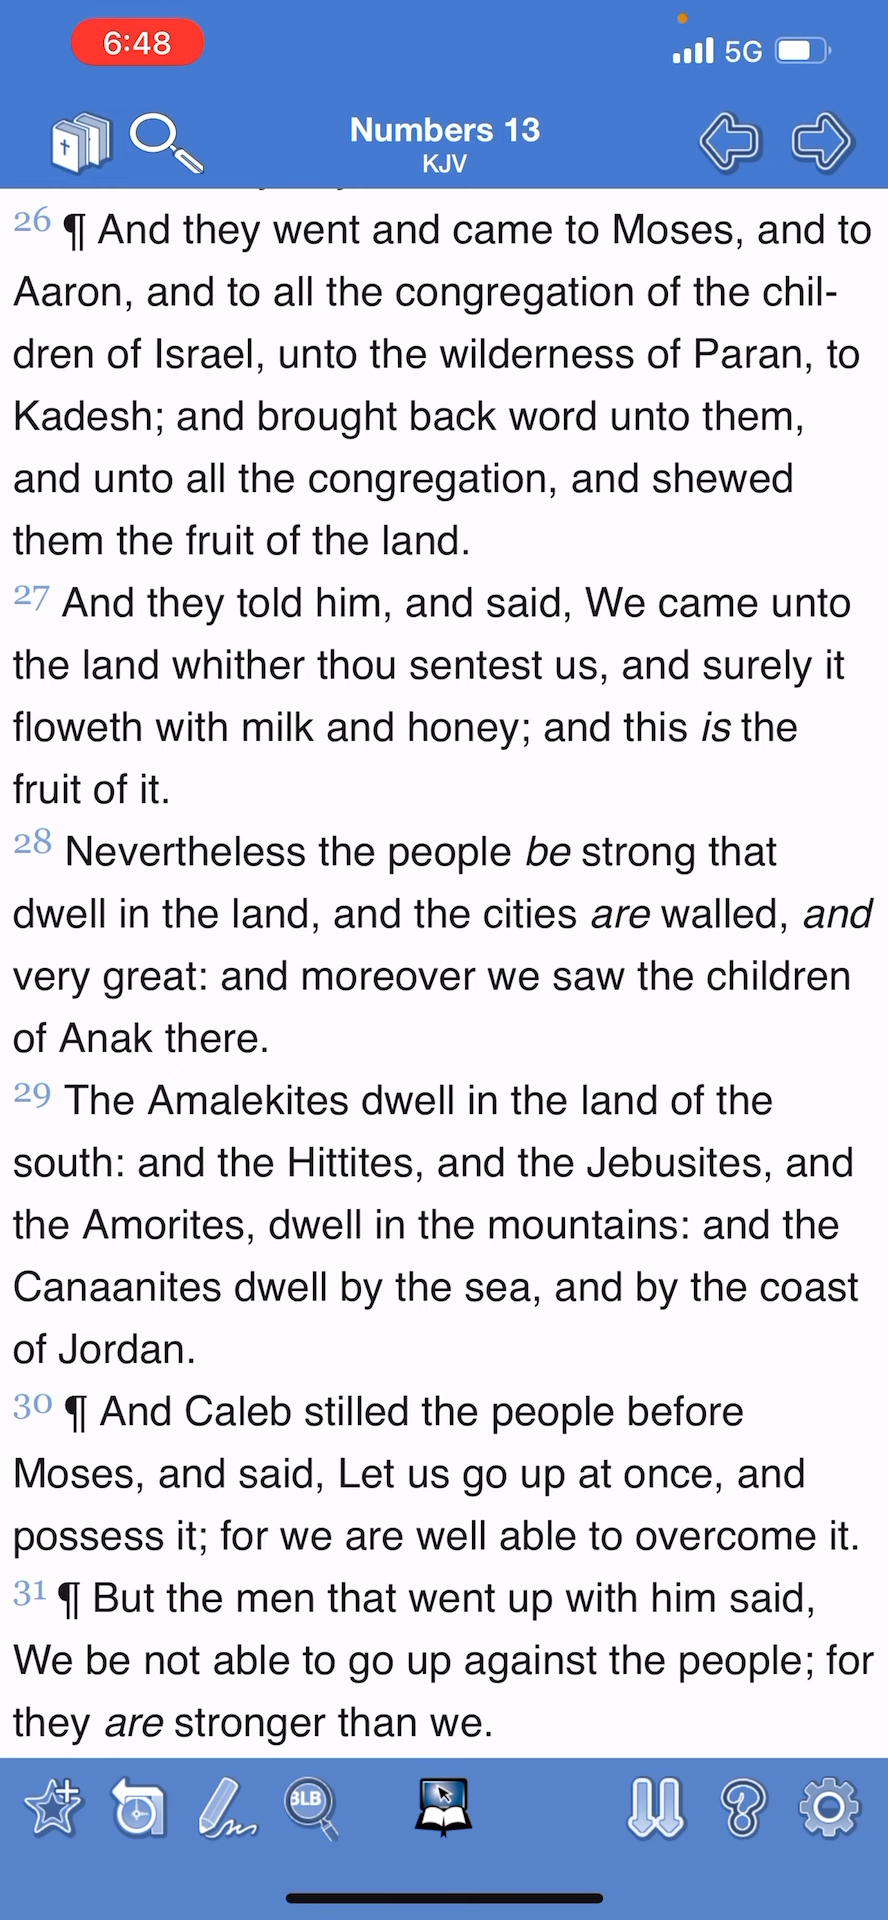 6:48
5G
Numbers 13
KJV
26 ¶ And they went and came to Moses, and to
Aaron, and to all the congregation of the chil-
dren of Israel, unto the wilderness of Paran, to
Kadesh; and brought back word unto them,
and unto all the congregation, and shewed
them the fruit of the land.
27 And they told him, and said, We came unto
the land whither thou sentest us, and surely it
floweth with milk and honey; and this is the
fruit of it.
28 Nevertheless the people be strong that
dwell in the land, and the cities are walled, and
very great: and moreover we saw the children
of Anak there.
29 The Amalekites dwell in the land of the
south: and the Hittites, and the Jebusites, and
the Amorites, dwell in the mountains: and the
Canaanites dwell by the sea, and by the coast
of Jordan.
30 ¶ And Caleb stilled the people before
Moses, and said, Let us go up at once, and
possess it; for we are well able to overcome it.
31 ¶ But the men that went up with him said,
We be not able to go up against the people; for
they are stronger than we.
BLB